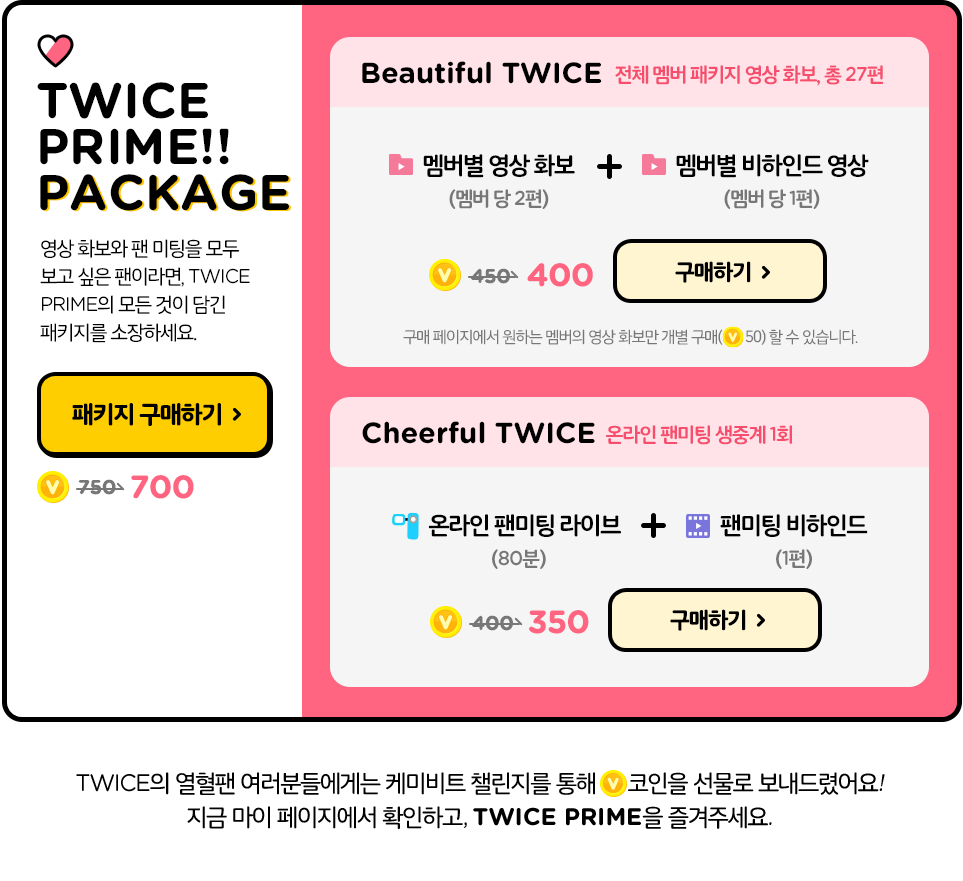 TWICE
PRIME!!
PACKAGE
영상 화보와 팬 미팅을 모두
보고 싶은 팬이라면, TWICE
PRIME의 모든 것이 담긴
패키지를 소장하세요.
패키지 구매하기 >
V 750 700
Beautiful TWICE 전체 멤버 패키지 영상 화보, 총 27편
멤버별 영상 화보 + 멤버별 비하인드 영상
(멤버 당 2편) (멤버 당 1편)
V 450 400 구매하기 >
구매 페이지에서 원하는 멤버의 영상 화보만 개별 구매(V 50) 할 수 있습니다.
Cheerful TWICE 온라인 팬미팅 생중계 1회
온라인 팬미팅 라이브 + 팬미팅 비하인드
(80분) (1편)
V 400 350 구매하기 >
TWICE의 열혈팬 여러분들에게는 케미비트 챌린지를 통해 V 코인을 선물로 보내드렸어요!
지금 마이 페이지에서 확인하고, TWICE PRIME을 즐겨주세요.